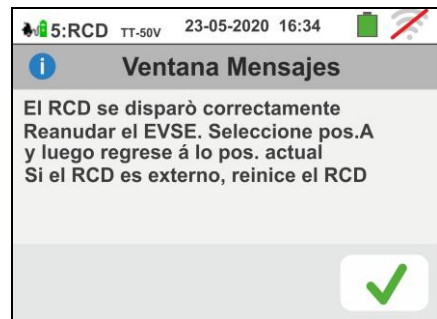 5:RCD TT-50V 23-05-2020 16:34
Ventana Mensajes
El RCD se disparò correctamente
Reanudar el EVSE. Seleccione pos.A
y luego regrese á lo pos. actual
Si el RCD es externo, reinice el RCD